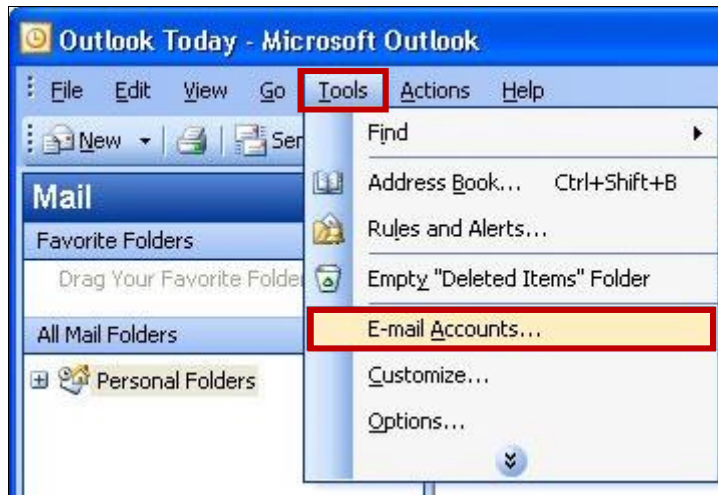 Outlook Today - Microsoft Outlook
File Edit View Go Tools Actions Help
New Sen
Find
Mail
Address Book... Ctrl+Shift+B
Favorite Folders
Rules and Alerts...
Drag Your Favorite Folde
Empty "Deleted Items" Folder
All Mail Folders
E-mail Accounts...
Personal Folders
Customize...
Options...